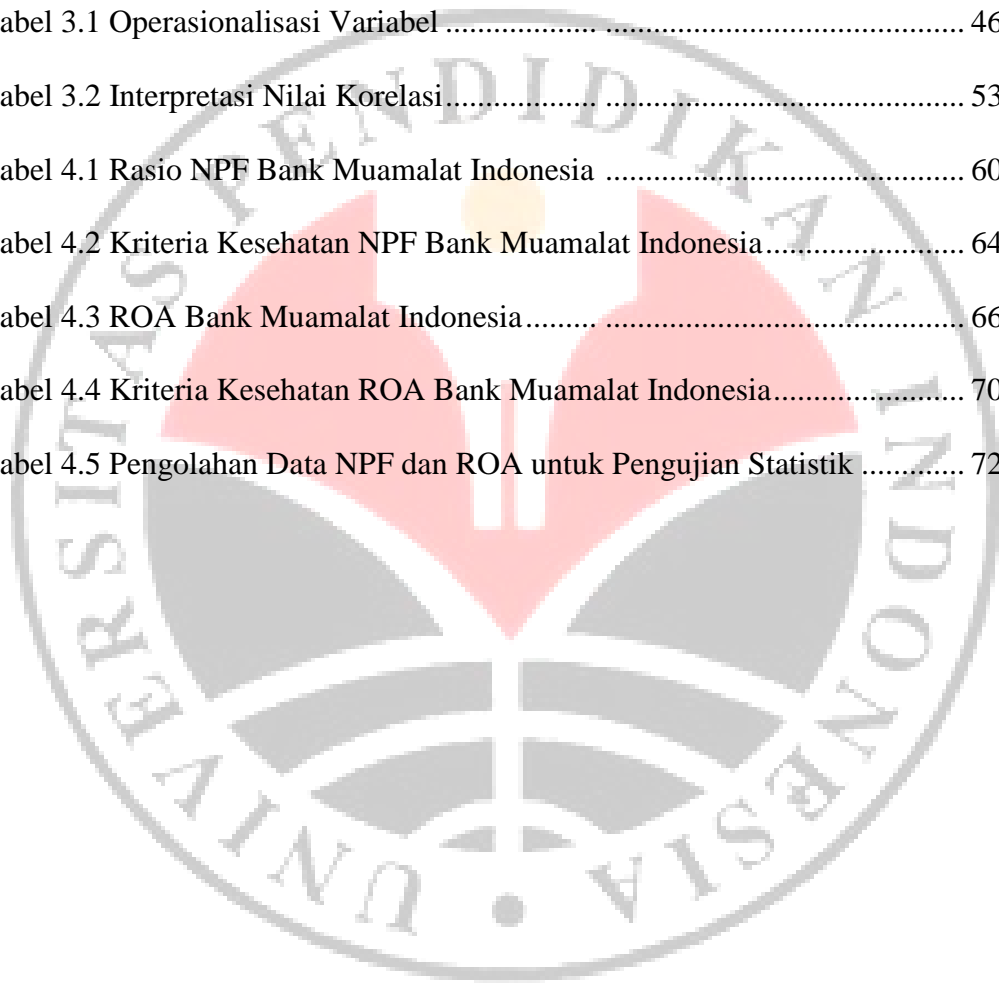 abel 3.1 Operasionalisasi Variabel ................. ........................................ 46
abel 3.2 Interpretasi Nilai Korelasi................. ........................................ 53
abel 4.1 Rasio NPF Bank Muamalat Indonesia ........................................ 60
abel 4.2 Kriteria Kesehatan NPF Bank Muamalat Indonesia...................... 64
abel 4.3 ROA Bank Muamalat Indonesia......... ........................................ 66
abel 4.4 Kriteria Kesehatan ROA Bank Muamalat Indonesia..................... 70
abel 4.5 Pengolahan Data NPF dan ROA untuk Pengujian Statistik ............ 72
UNIVERSITAS PENDIDIKAN INDONESIA